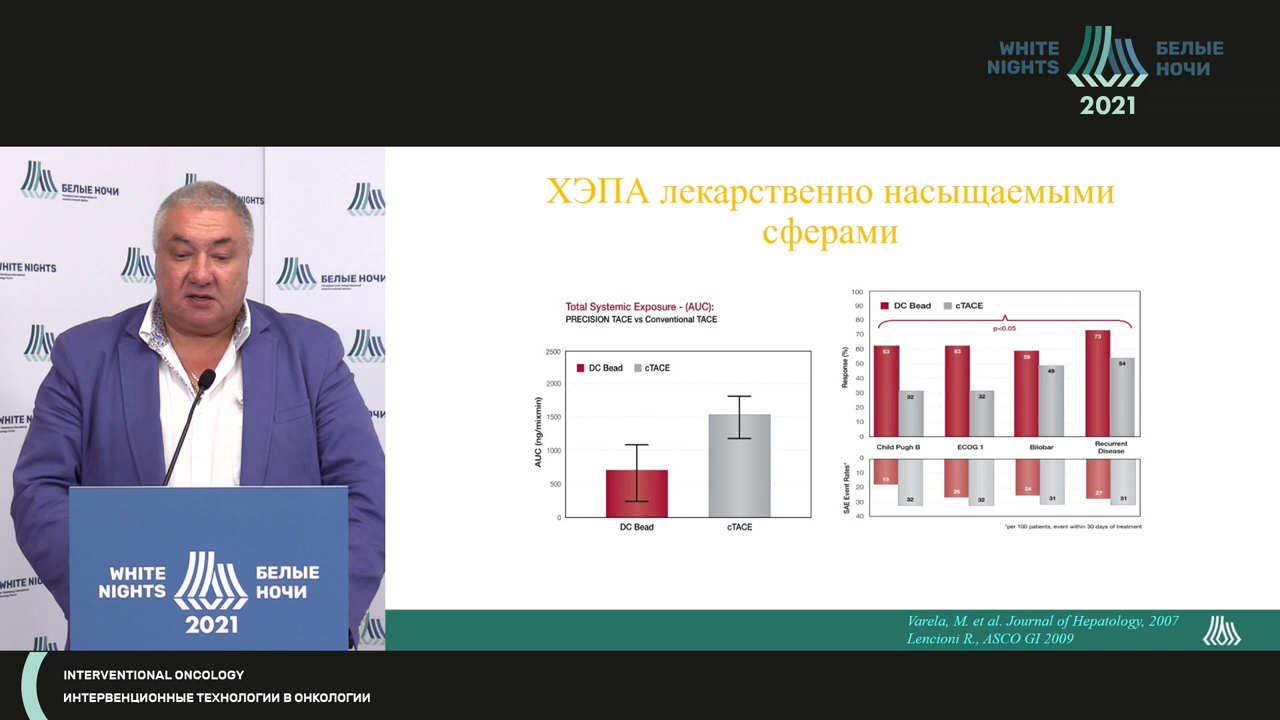 WHITE
NIGHTS
БЕЛЫЕ
НОЧИ
2021
БЕЛЫЕ НОЧИ
NIGHTS
WHITE NIGHTS
БЕЛЫЕ НОЧИ
WHITE NIGHTS
WHITE
NIGHTS
БЕЛЫЕ
НОЧИ
2021
ХЭПА лекарственно насыщаемыми
сферами
Total Systemic Exposure - (AUC):
PRECISION TACE vs Conventional TACE
DC Bead cTACE
AUC (ng/mixmin)
2500
2000
1500
1000
500
0
DC Bead cTACE
DC Bead cTACE
p<0.05
Response (%)
100
90
80
70
60
50
40
30
20
10
0
63 32 63 32 59 49 73 54
Child Pugh B ECOG 1 Bilobar Recurrent
Disease
SAE Event Rates*
0
10
20
30
40
19 32 26 32 24 31 27 31
*per 100 patients, event within 30 days of treatment
Varela, M. et al. Journal of Hepatology, 2007
Lencioni R., ASCO GI 2009
INTERVENTIONAL ONCOLOGY
ИНТЕРВЕНЦИОННЫЕ ТЕХНОЛОГИИ В ОНКОЛОГИИ